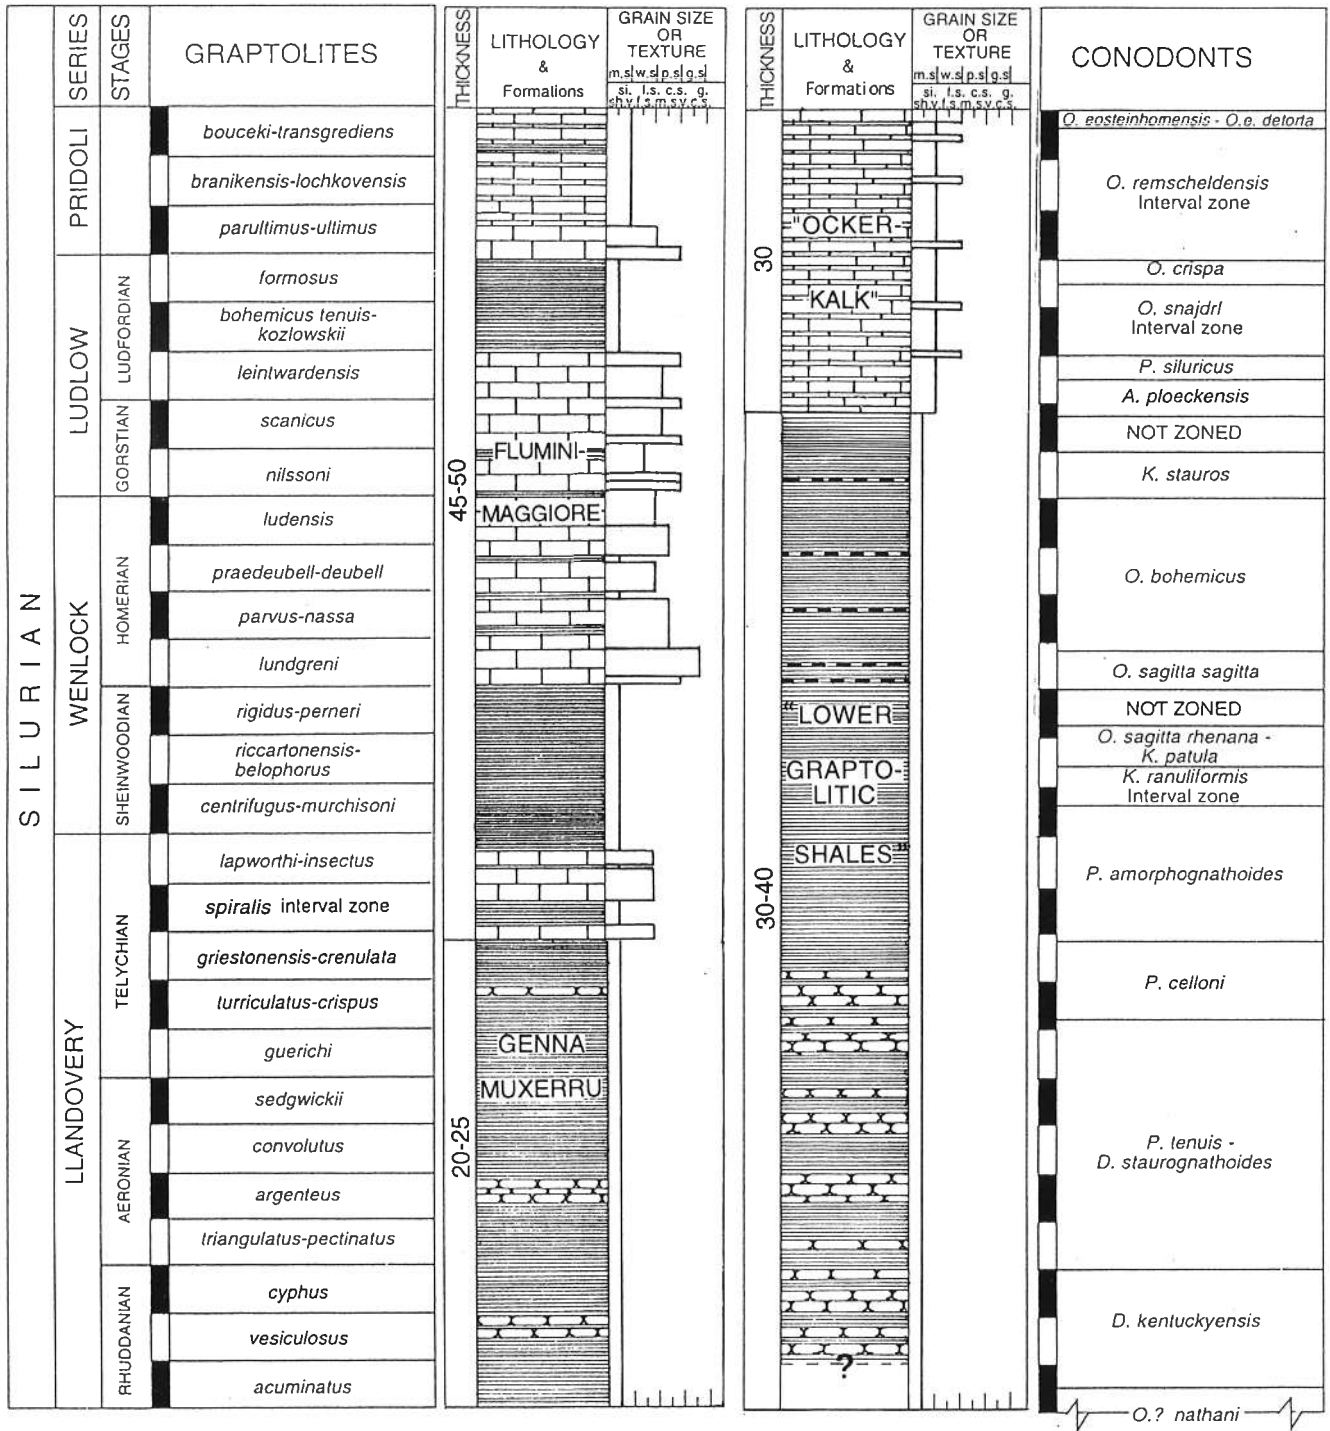 SERIES
STAGES
GRAPTOLITES
SILURIAN
PRIDOLI
LUDLOW
WENLOCK
LLANDOVERY
LUDFORDIAN
GORSTIAN
HOMERIAN
SHEINWOODIAN
TELYCHIAN
AERONIAN
RHUDDANIAN
bouceki-transgrediens
branikensis-lochkovensis
parultimus-ultimus
formosus
bohemicus tenuis-
kozlowskii
leintwardensis
scanicus
nilssoni
ludensis
praedeubell-deubell
parvus-nassa
lundgreni
rigidus-perneri
riccartonensis-
belophorus
centrifugus-murchisoni
lapworthi-insectus
spiralis interval zone
griestonensis-crenulata
turriculatus-crispus
guerichi
sedgwickii
convolutus
argenteus
triangulatus-pectinatus
cyphus
vesiculosus
acuminatus
THICKNESS
LITHOLOGY
&
Formations
GRAIN SIZE
OR
TEXTURE
m.s w.s p.s g.s
si. f.s. c.s. g.
sh.v.f.s.m.s.v.c.s.
45-50
20-25
FLUMINI-
MAGGIORE
GENNA
MUXERRU
THICKNESS
LITHOLOGY
&
Formations
GRAIN SIZE
OR
TEXTURE
m.s w.s p.s g.s
si. f.s. c.s. g.
sh.v.f.s.m.s.v.c.s.
30
30-40
"OCKER-
KALK"
"LOWER
GRAPTO-
LITIC
SHALES"
?
CONODONTS
O. eosteinhornensis - O.e. detorta
O. remscheldensis
Interval zone
O. crispa
O. snajdrl
Interval zone
P. siluricus
A. ploeckensis
NOT ZONED
K. stauros
O. bohemicus
O. sagitta sagitta
NOT ZONED
O. sagitta rhenana -
K. patula
K. ranuliformis
Interval zone
P. amorphognathoides
P. celloni
P. tenuis -
D. staurognathoides
D. kentuckyensis
O.? nathani